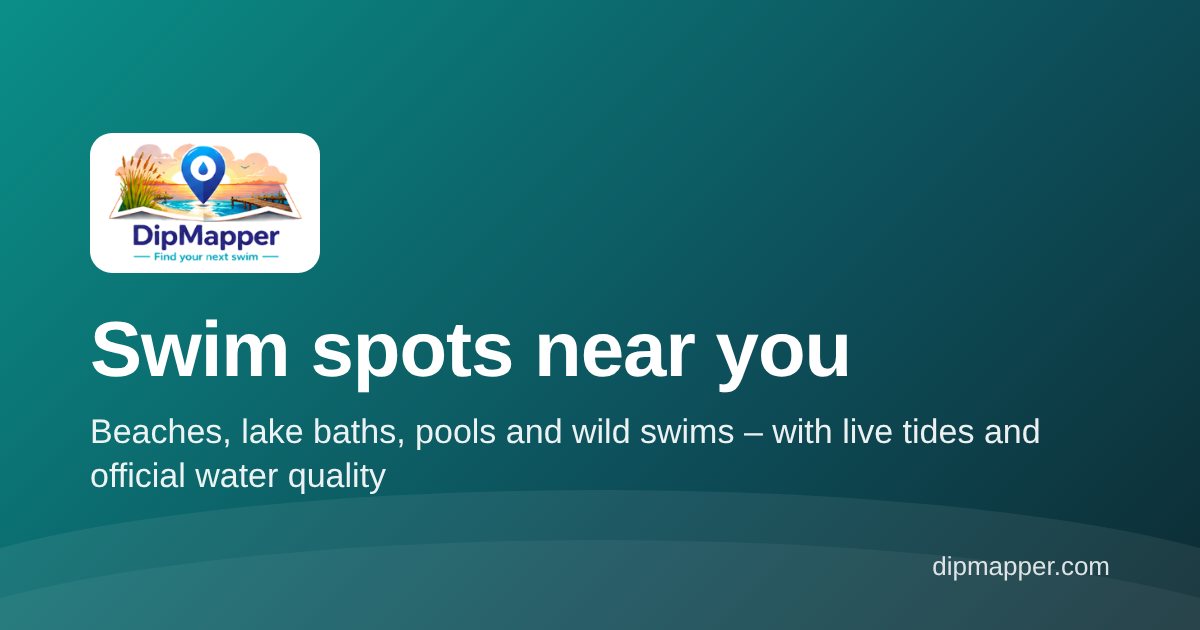 DipMapper
Find your next swim
Swim spots near you
Beaches, lake baths, pools and wild swims – with live tides and
official water quality
dipmapper.com